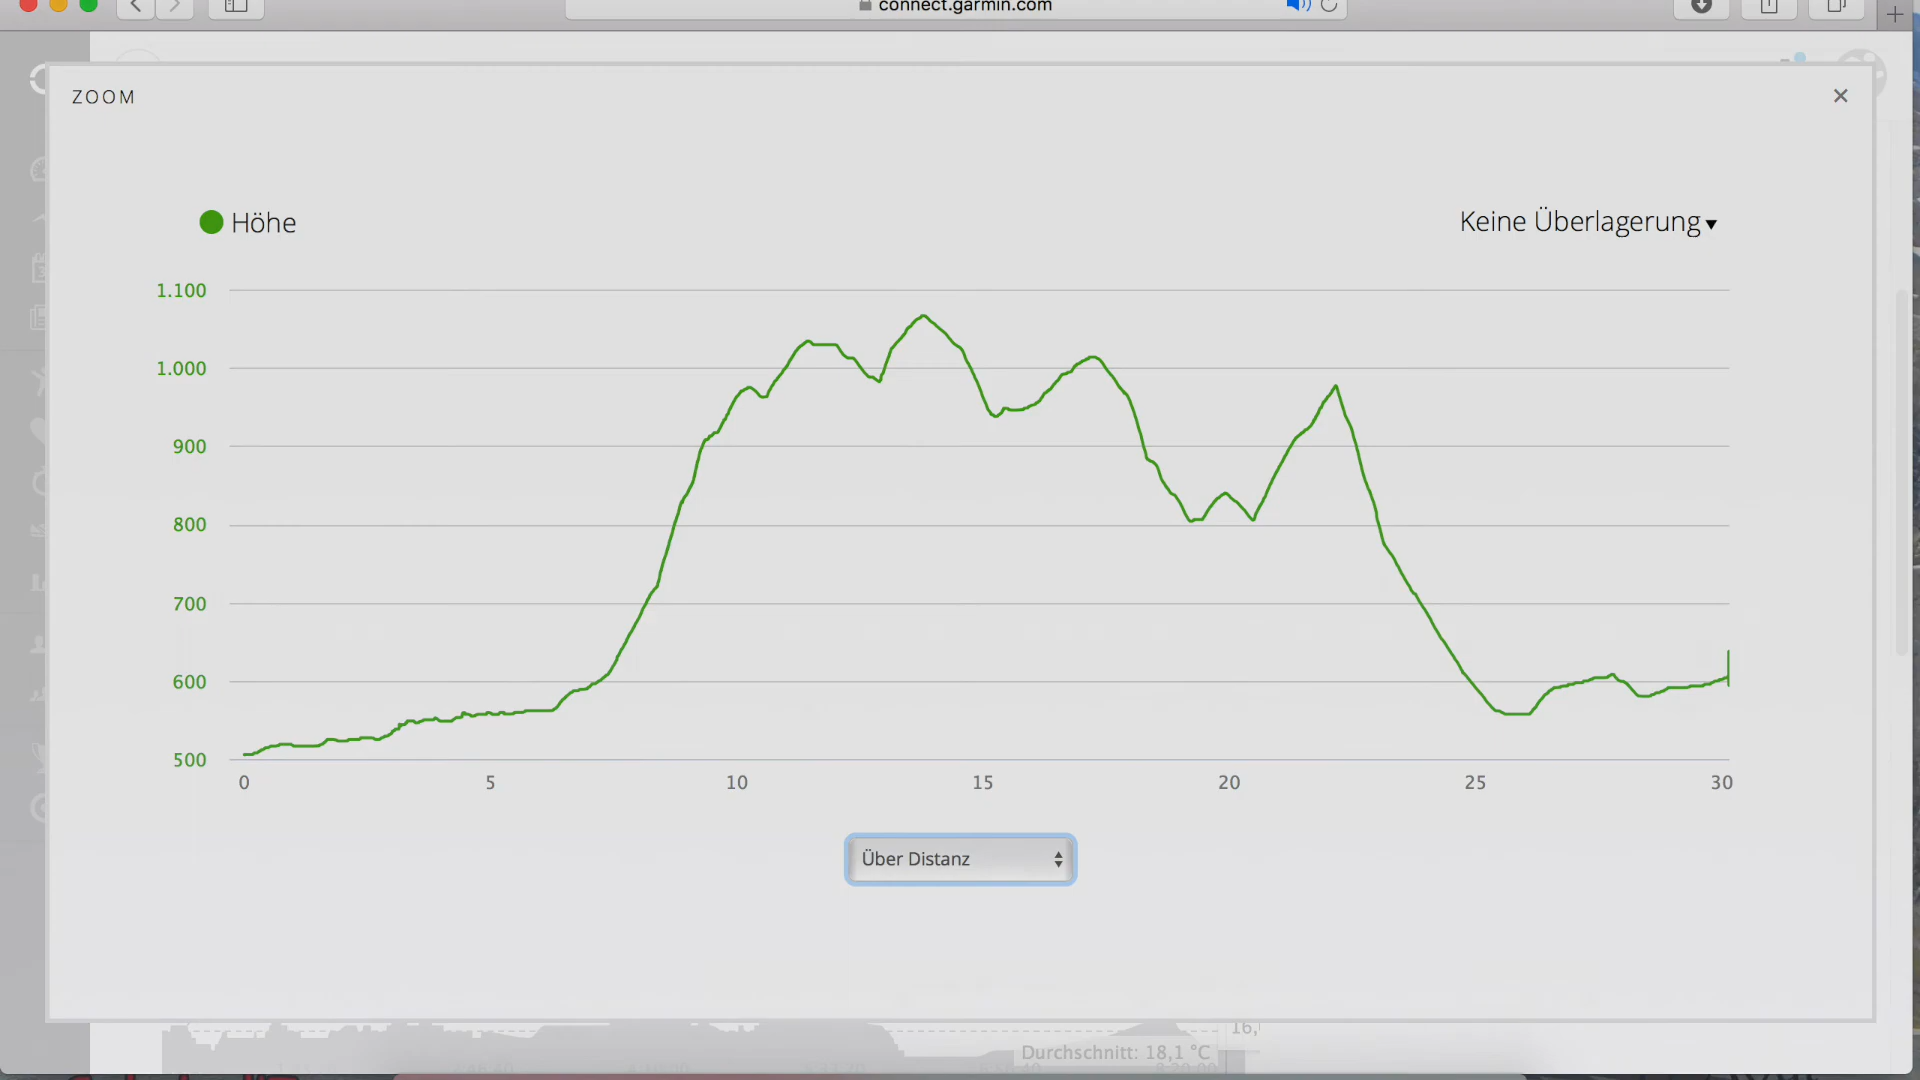 connect.garmin.com
ZOOM
Höhe
Keine Überlagerung
1.100
1.000
900
800
700
600
500
0 5 10 15 20 25 30
Über Distanz
16,
Durchschnitt: 18,1 °C